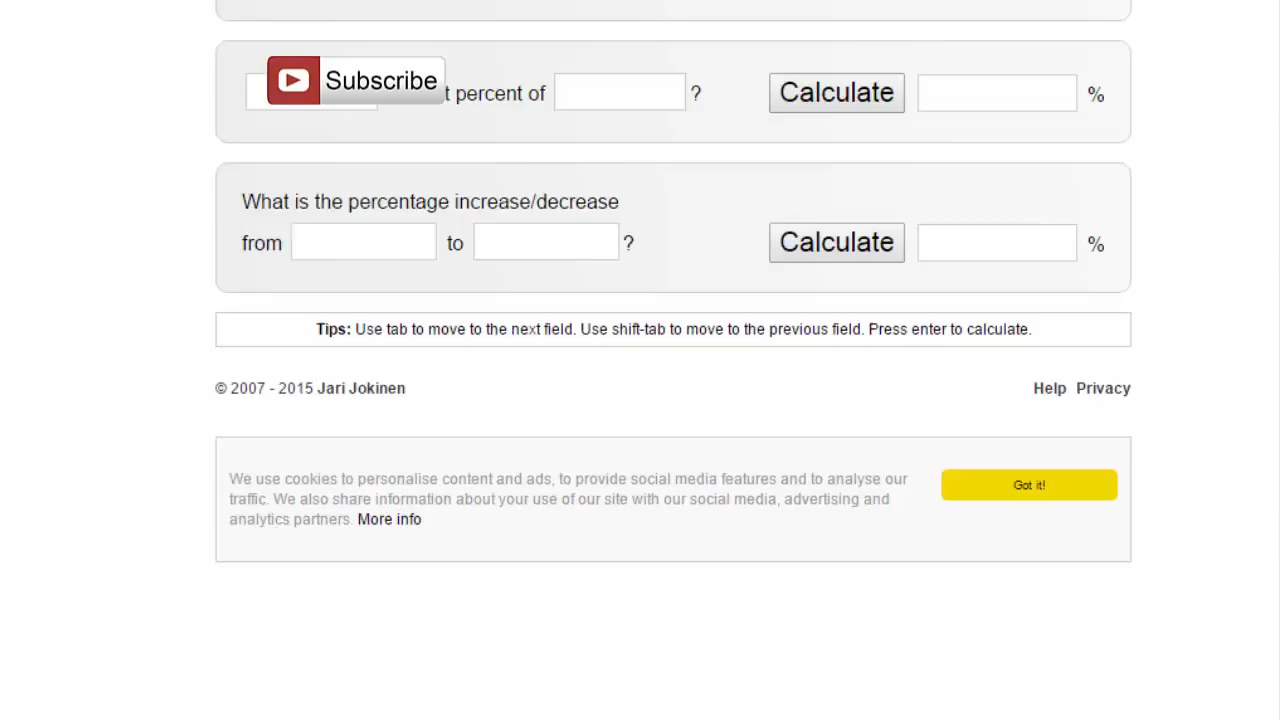 Subscribe
t percent of ? Calculate %
What is the percentage increase/decrease
from to ? Calculate %
Tips: Use tab to move to the next field. Use shift-tab to move to the previous field. Press enter to calculate.
© 2007 - 2015 Jari Jokinen Help Privacy
We use cookies to personalise content and ads, to provide social media features and to analyse our
traffic. We also share information about your use of our site with our social media, advertising and
analytics partners. More info
Got it!